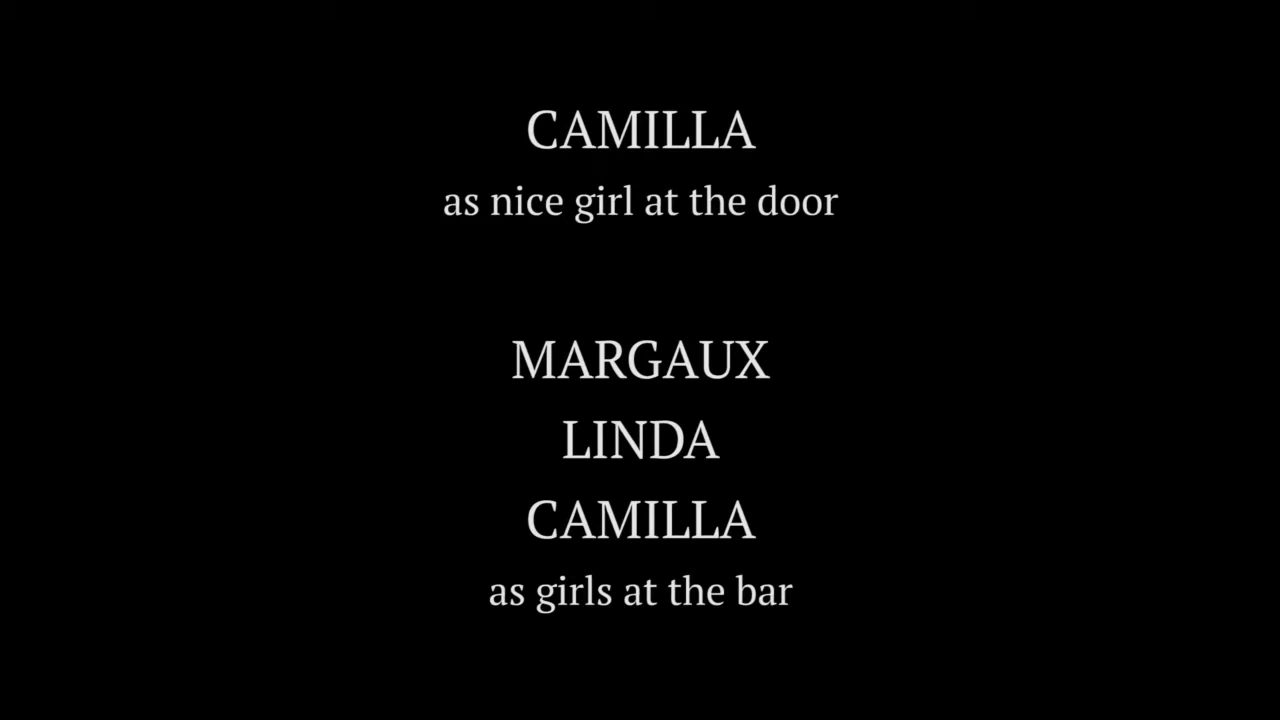 CAMILLA
as nice girl at the door
MARGAUX
LINDA
CAMILLA
as girls at the bar